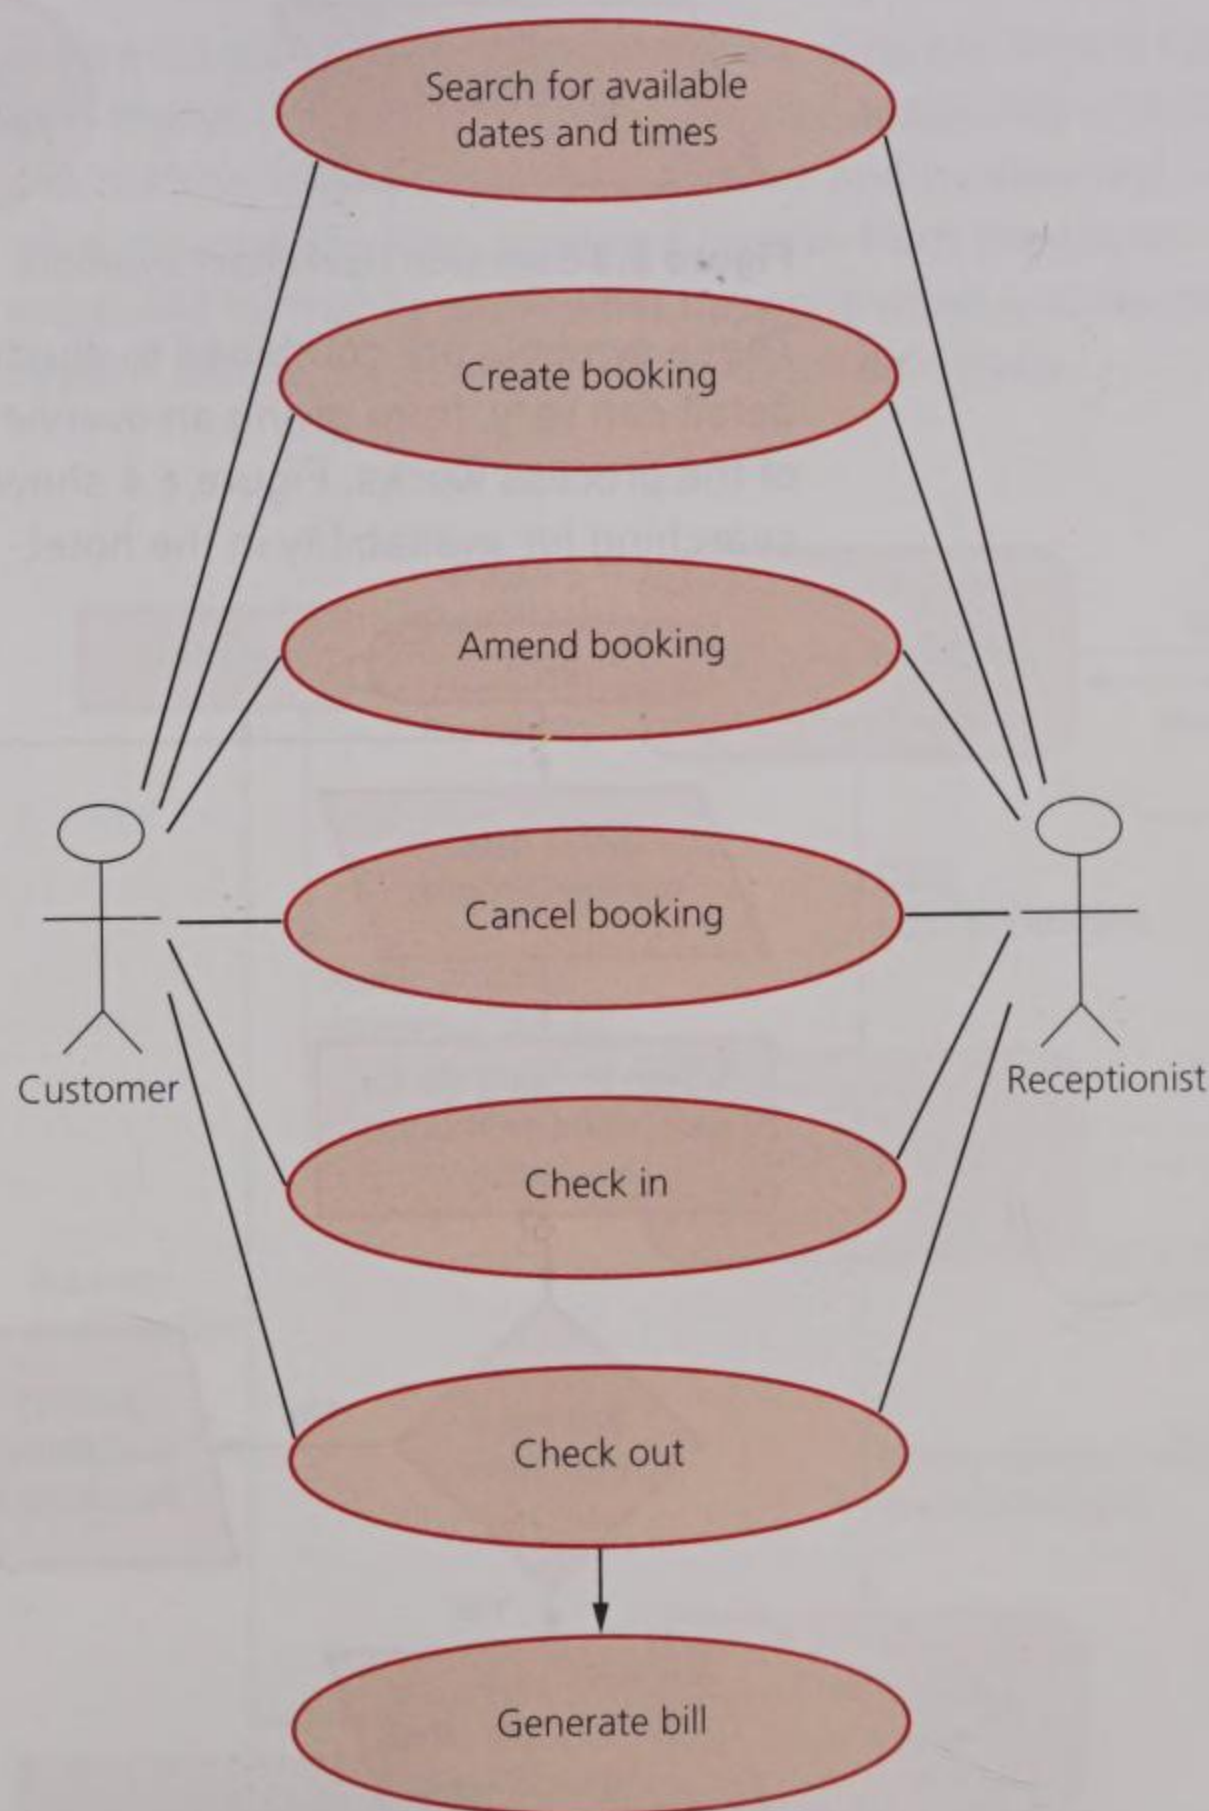 Search for available
dates and times
Create booking
Amend booking
Cancel booking
Customer
Receptionist
Check in
Check out
Generate bill